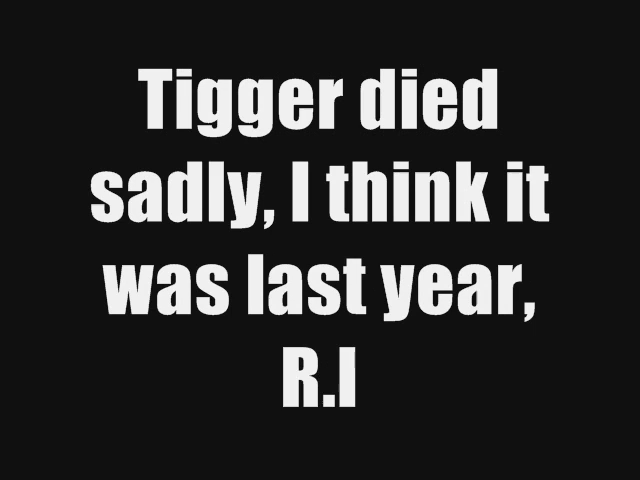 Tigger died
sadly, I think it
was last year,
R.I